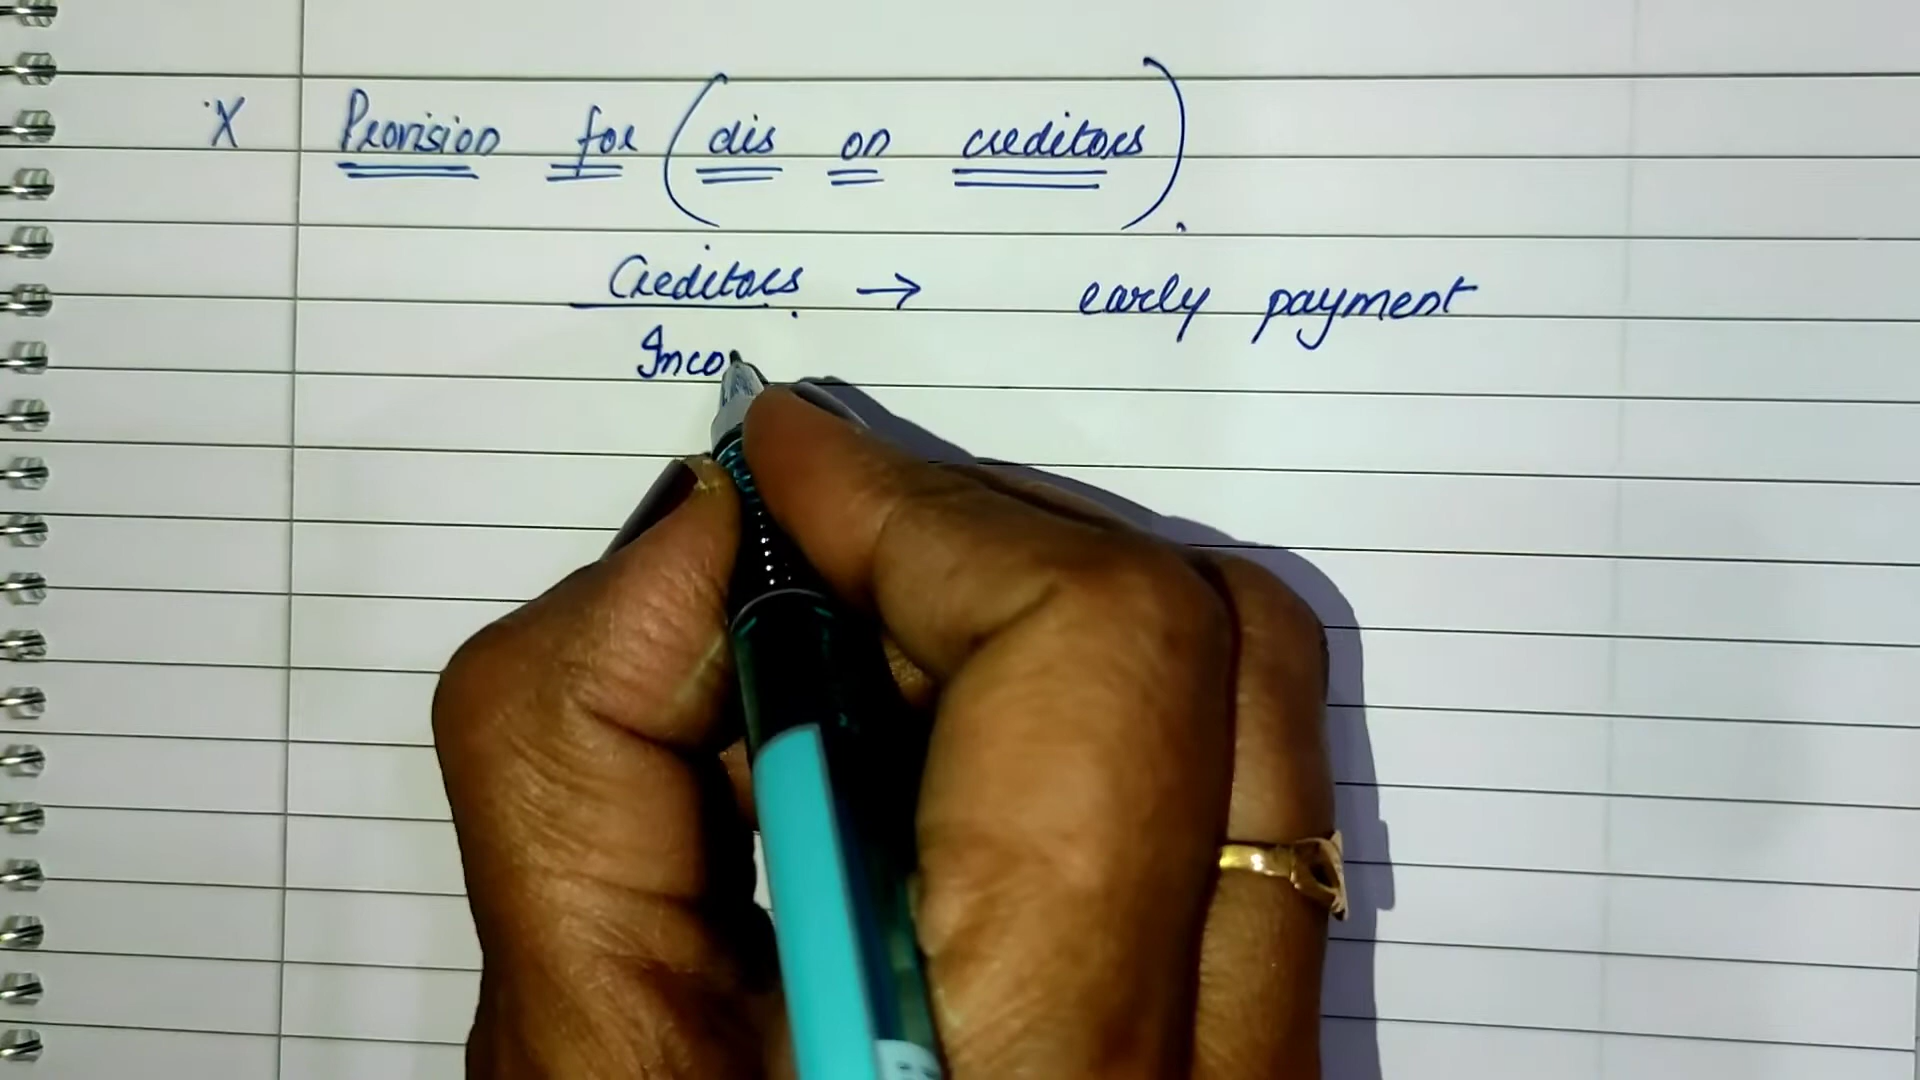 X Provision for (dis on creditors).
Creditors → early payment
Inco